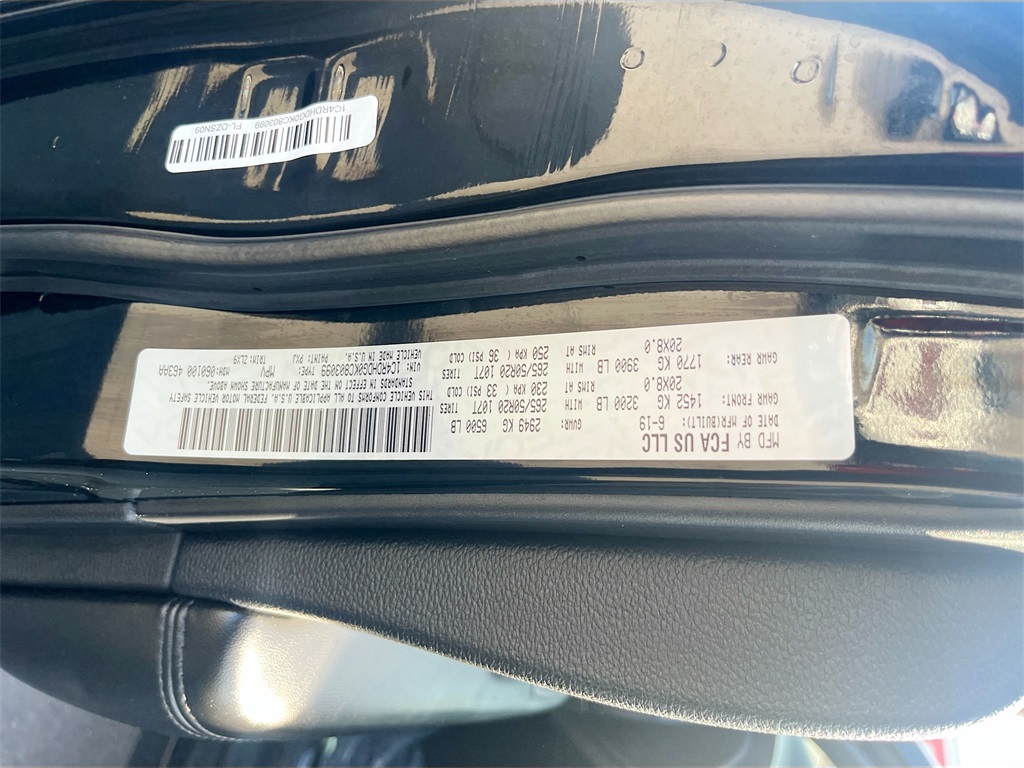 1C4RDHDG0KC803099
FL-DZSN09
MFD BY FCA US LLC
DATE OF MFR(BUILT): 6-19 GVWR: 2949 KG 6500 LB
GAWR FRONT: 1452 KG 3200 LB WITH 265/50R20 107T TIRES
20X8.0 RIMS AT 230 KPA ( 33 PSI) COLD
GAWR REAR: 1770 KG 3900 LB WITH 265/50R20 107T TIRES
20X8.0 RIMS AT 250 KPA ( 36 PSI) COLD
THIS VEHICLE CONFORMS TO ALL APPLICABLE U.S.A. FEDERAL MOTOR VEHICLE SAFETY
STANDARDS IN EFFECT ON THE DATE OF MANUFACTURE SHOWN ABOVE.
VIN: 1C4RDHDG0KC803099 TYPE: MPV MDH:060100 463AA
VEHICLE MADE IN U.S.A. PAINT: PXJ TRIM: ZLX9